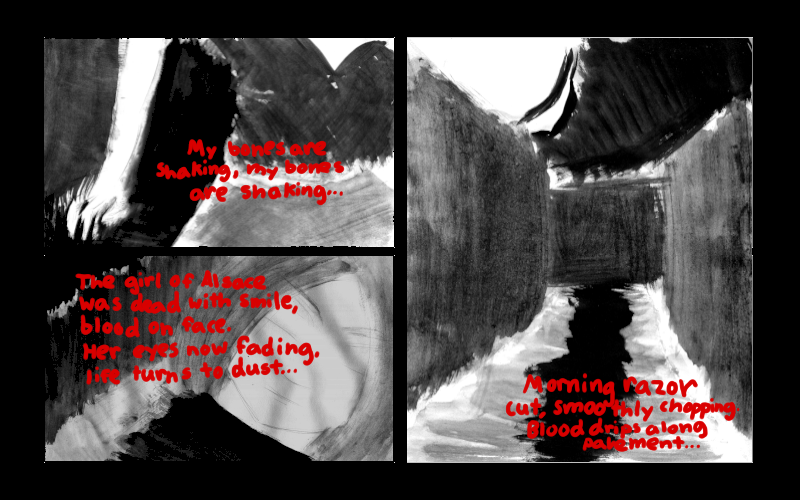 My bones are
shaking, my bones
are shaking...
The girl of Alsace
was dead with smile,
blood on face.
Her eyes now fading,
life turns to dust...
Morning razor
cut, smoothly chopping.
Blood drips along
pavement...